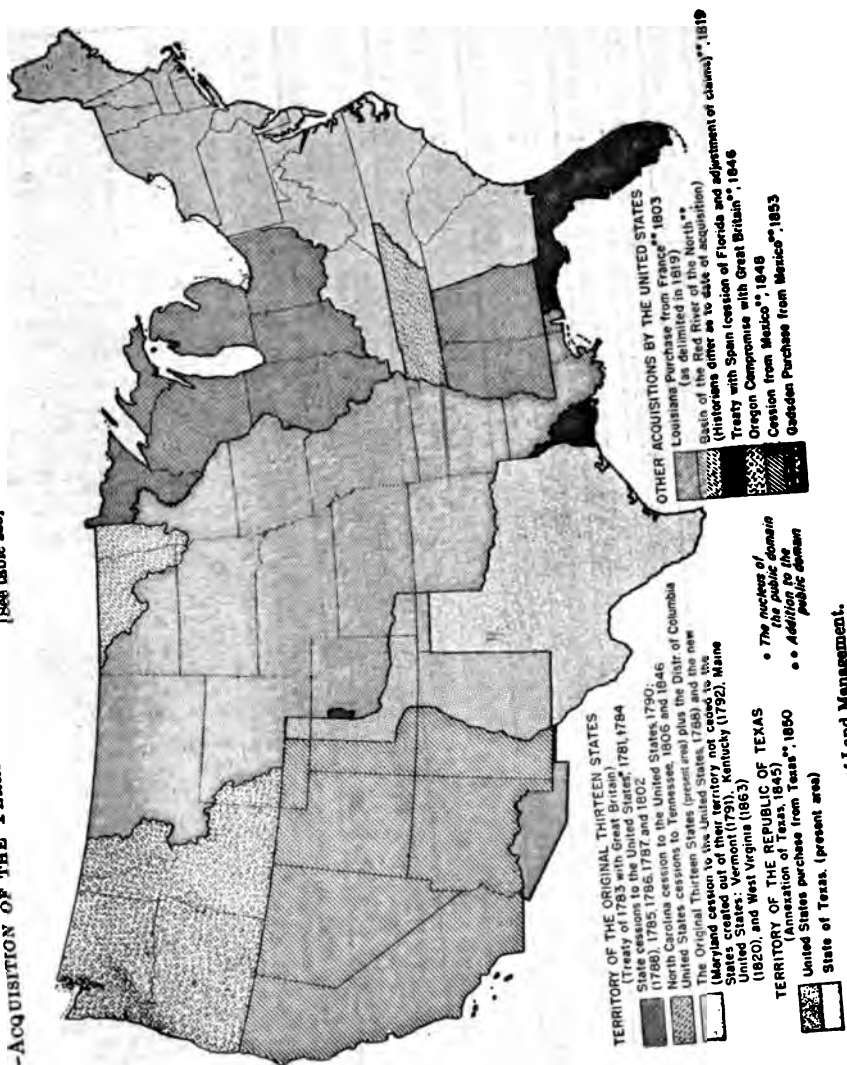 -ACQUISITION OF THE
[See table
TERRITORY OF THE ORIGINAL THIRTEEN STATES
(Treaty of 1783 with Great Britain)
State cessions to the United States, 1781, 1784
(1788), 1785, 1786, 1787, and 1802
North Carolina cession to the United States, 1790;
United States cessions to Tennessee, 1806 and 1846
The Original Thirteen States (present area) plus the Distr. of Columbia
(Maryland cession to the United States, 1788) and the new
States created out of their territory not ceded to the
United States: Vermont (1791), Kentucky (1792), Maine
(1820), and West Virginia (1863)
TERRITORY OF THE REPUBLIC OF TEXAS
(Annexation of Texas, 1845)
United States purchase from Texas**, 1850
State of Texas, (present area)
* The nucleus of
the public domain
** Addition to the
public domain
OTHER ACQUISITIONS BY THE UNITED STATES
Louisiana Purchase from France**, 1803
(as delimited in 1819)
Basin of the Red River of the North**
(Historians differ as to date of acquisition)
Treaty with Spain (cession of Florida and adjustment of claims)**, 1819
Oregon Compromise with Great Britain**, 1846
Cession from Mexico**, 1848
Gadsden Purchase from Mexico**, 1853
Land Management.